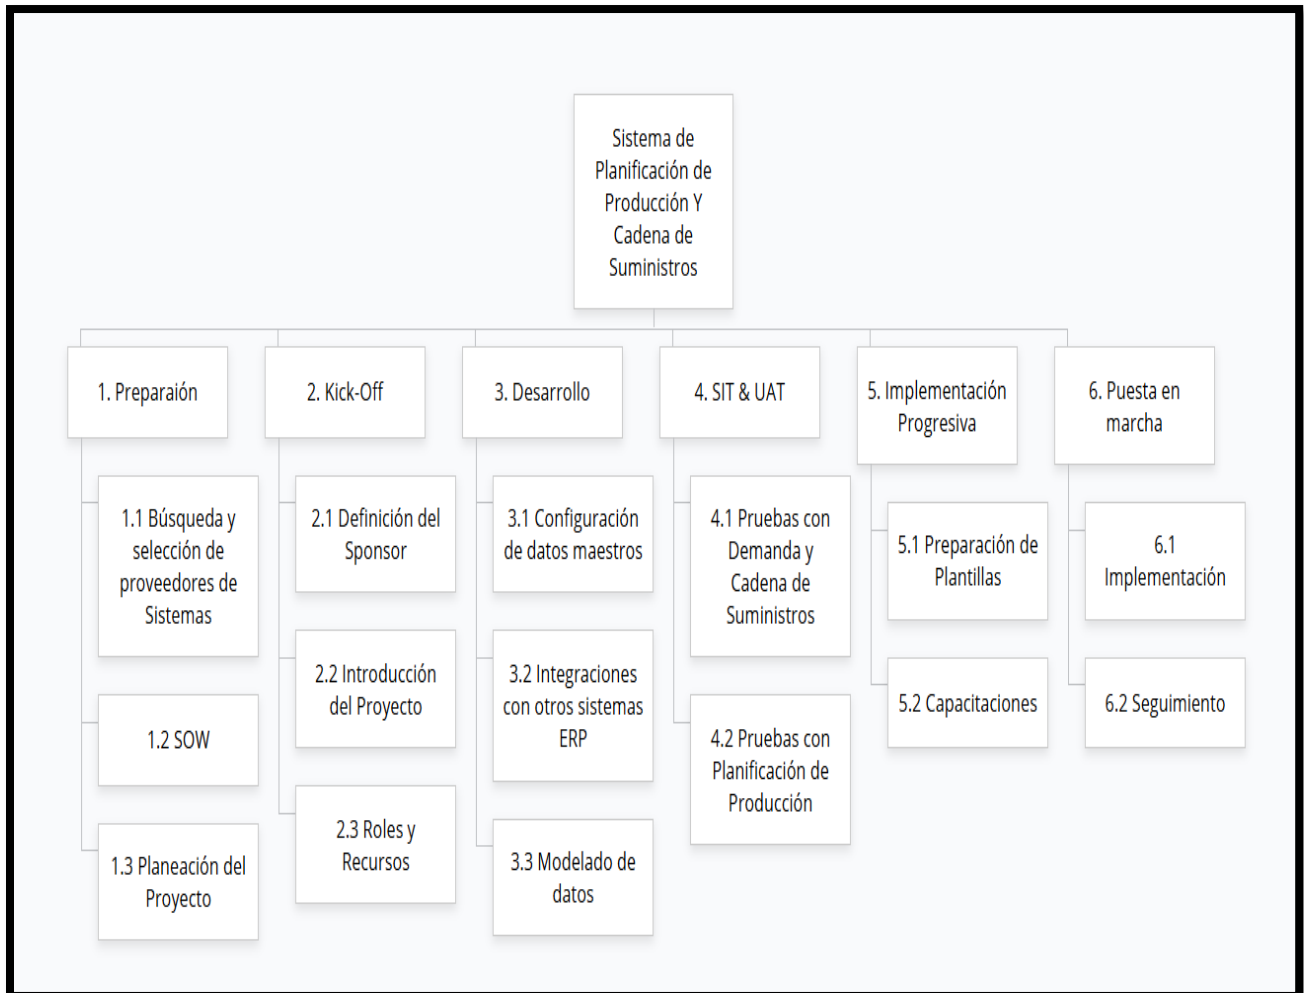 Sistema de
Planificación de
Producción Y
Cadena de
Suministros
1. Preparaión
2. Kick-Off
3. Desarrollo
4. SIT & UAT
5. Implementación
Progresiva
6. Puesta en
marcha
1.1 Búsqueda y
selección de
proveedores de
Sistemas
1.2 SOW
1.3 Planeación del
Proyecto
2.1 Definición del
Sponsor
2.2 Introducción
del Proyecto
2.3 Roles y
Recursos
3.1 Configuración
de datos maestros
3.2 Integraciones
con otros sistemas
ERP
3.3 Modelado de
datos
4.1 Pruebas con
Demanda y
Cadena de
Suministros
4.2 Pruebas con
Planificación de
Producción
5.1 Preparación de
Plantillas
5.2 Capacitaciones
6.1
Implementación
6.2 Seguimiento